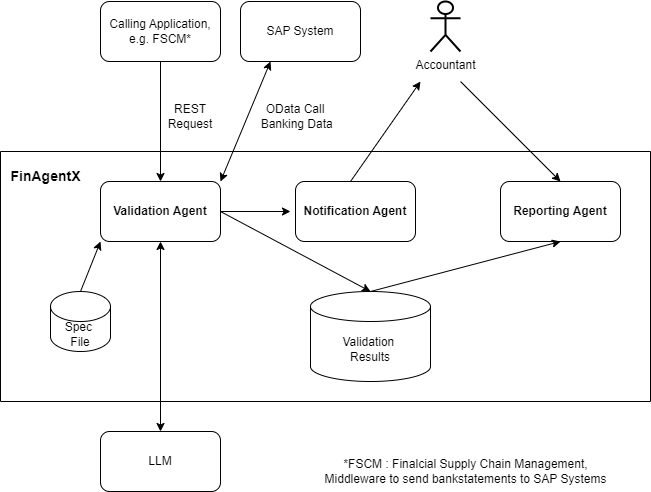 Calling Application,
e.g. FSCM*
SAP System
Accountant
REST
Request
OData Call
Banking Data
FinAgentX
Validation Agent
Notification Agent
Reporting Agent
Spec
File
Validation
Results
LLM
*FSCM : Finalcial Supply Chain Management,
Middleware to send bankstatements to SAP Systems